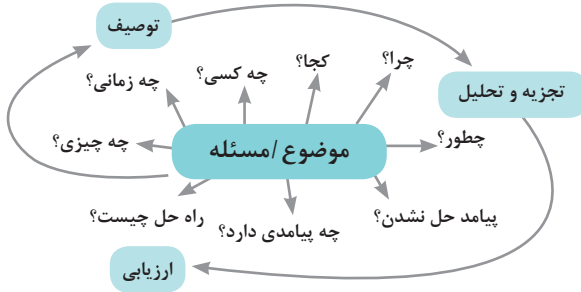 توصیف
چرا؟
کجا؟
چه کسی؟
چه زمانی؟
تجزیه و تحلیل
چطور؟
موضوع/مسئله
چه چیزی؟
پیامد حل نشدن؟
چه پیامدی دارد؟
راه حل چیست؟
ارزیابی